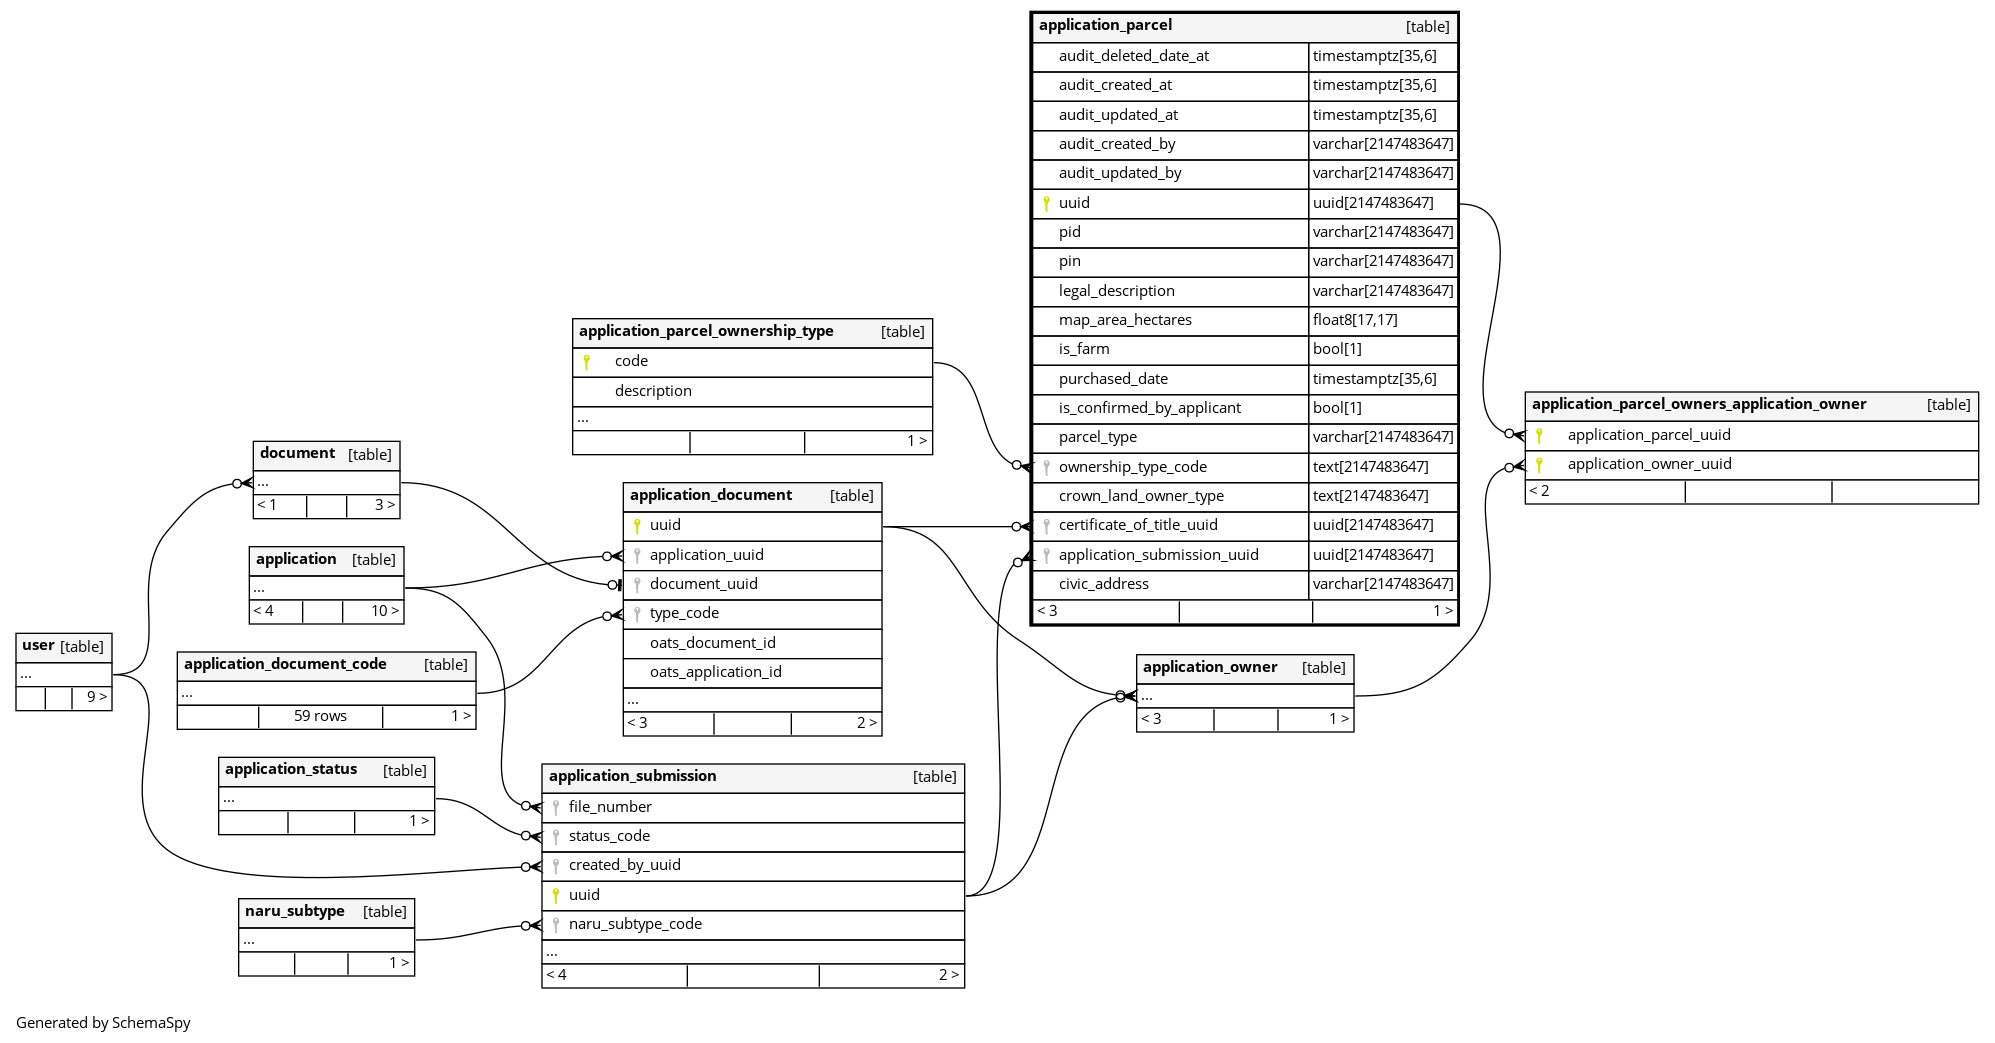 application_parcel [table]
audit_deleted_date_at timestamptz[35,6]
audit_created_at timestamptz[35,6]
audit_updated_at timestamptz[35,6]
audit_created_by varchar[2147483647]
audit_updated_by varchar[2147483647]
uuid uuid[2147483647]
pid varchar[2147483647]
pin varchar[2147483647]
legal_description varchar[2147483647]
map_area_hectares float8[17,17]
is_farm bool[1]
purchased_date timestamptz[35,6]
is_confirmed_by_applicant bool[1]
parcel_type varchar[2147483647]
ownership_type_code text[2147483647]
crown_land_owner_type text[2147483647]
certificate_of_title_uuid uuid[2147483647]
application_submission_uuid uuid[2147483647]
civic_address varchar[2147483647]
< 3 1 >
application_parcel_ownership_type [table]
code
description
...
1 >
application_parcel_owners_application_owner [table]
application_parcel_uuid
application_owner_uuid
< 2
document [table]
...
< 1 3 >
application_document [table]
uuid
application_uuid
document_uuid
type_code
oats_document_id
oats_application_id
...
< 3 2 >
application [table]
...
< 4 10 >
user [table]
...
9 >
application_document_code [table]
...
59 rows 1 >
application_owner [table]
...
< 3 1 >
application_status [table]
...
1 >
application_submission [table]
file_number
status_code
created_by_uuid
uuid
naru_subtype_code
...
< 4 2 >
naru_subtype [table]
...
1 >
Generated by SchemaSpy